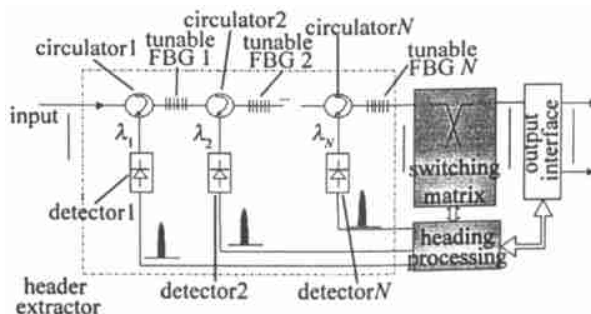 circulator1
circulator2
circulatorN
tunable
FBG 1
tunable
FBG 2
tunable
FBG N
input
λ1
λ2
λN
switching
matrix
output
interface
detector1
heading
processing
header
extractor
detector2
detectorN